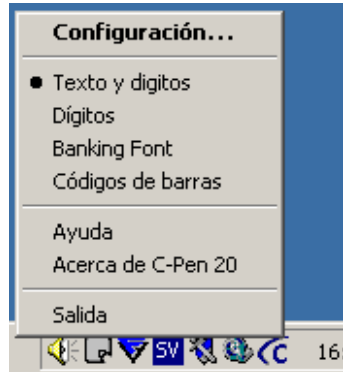 Configuración...
Texto y digitos
Dígitos
Banking Font
Códigos de barras
Ayuda
Acerca de C-Pen 20
Salida
SV
16: